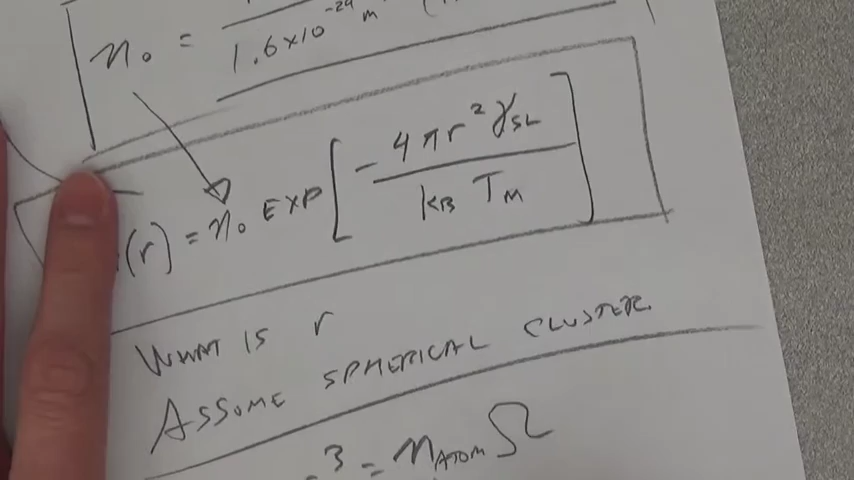 n₀ = 1.6×10⁻²⁹ m
(r) = n₀ EXP[- 4πr²γSL / kB TM]
WHAT IS r
ASSUME SPHERICAL CLUSTER.
³ = nATOM Ω